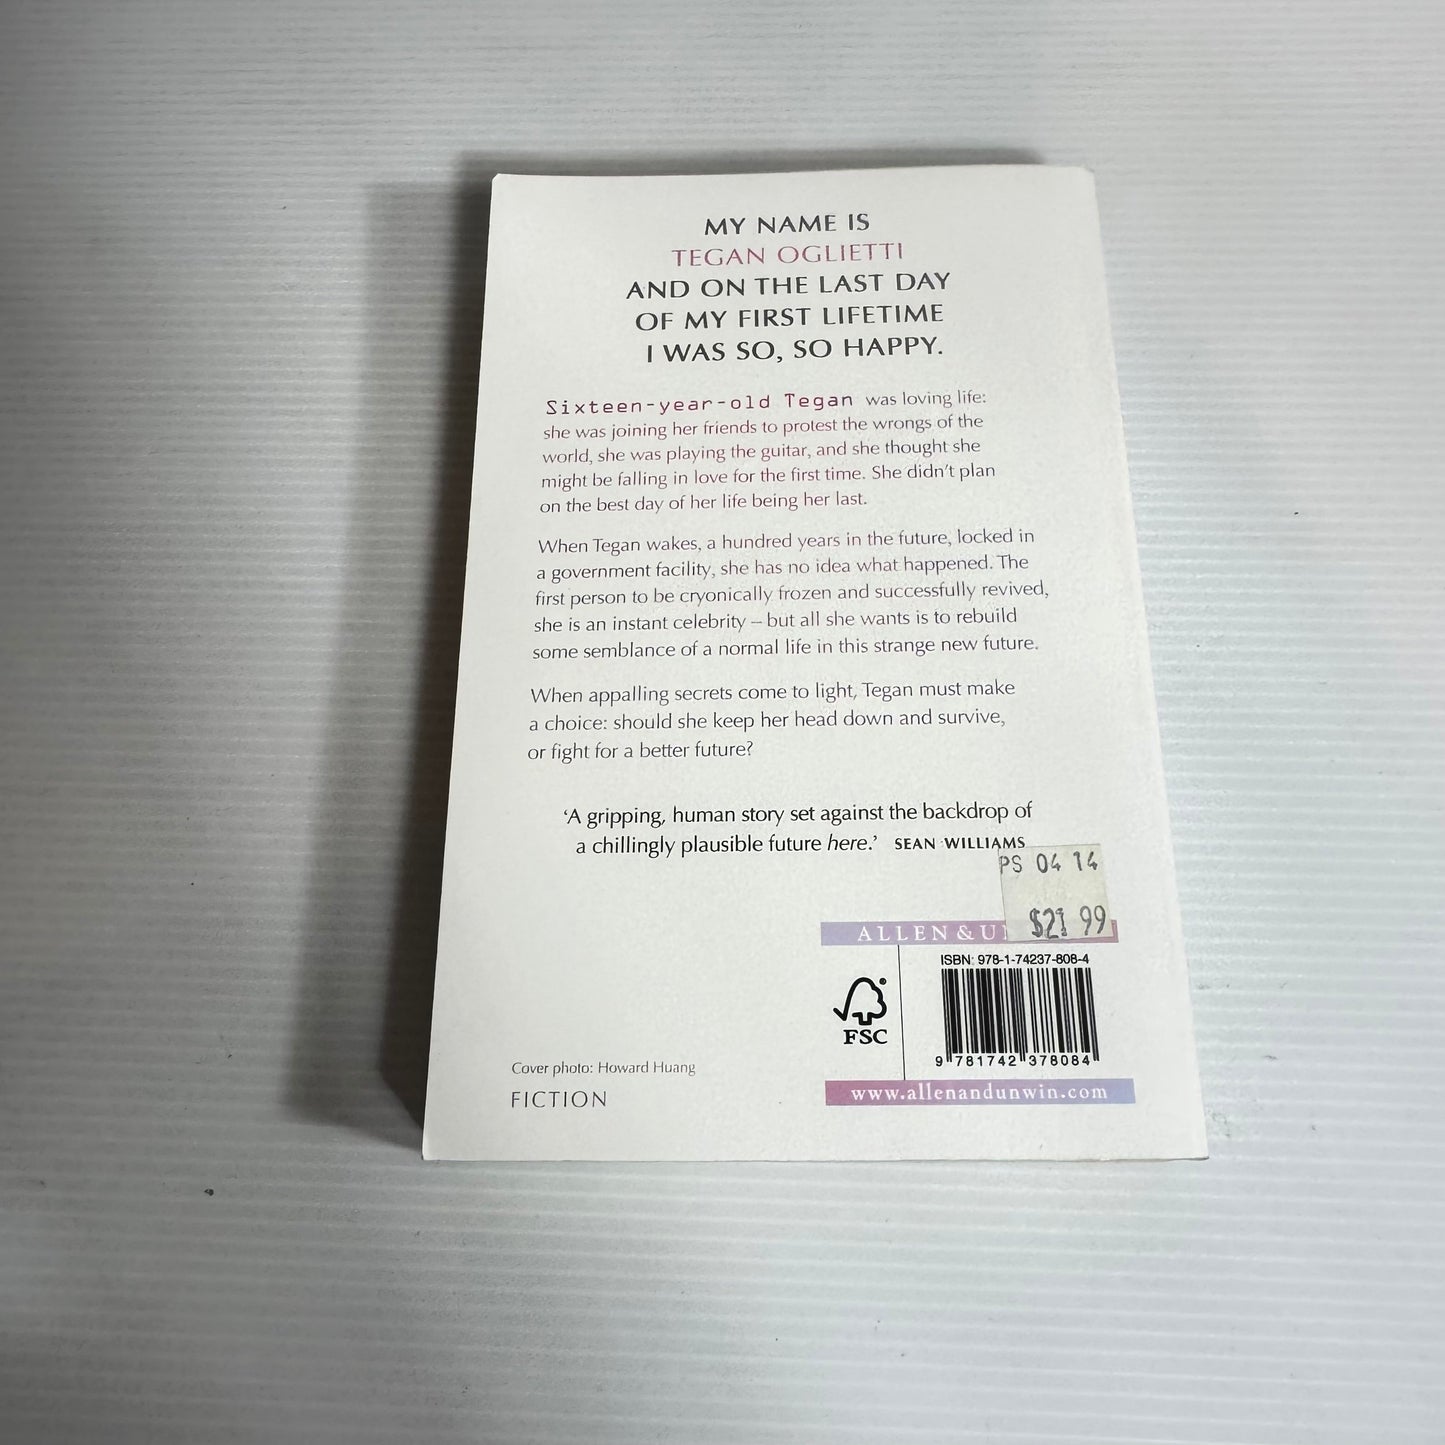 MY NAME IS
TEGAN OGLIETTI
AND ON THE LAST DAY
OF MY FIRST LIFETIME
I WAS SO, SO HAPPY.
Sixteen-year-old Tegan was loving life:
she was joining her friends to protest the wrongs of the
world, she was playing the guitar, and she thought she
might be falling in love for the first time. She didn't plan
on the best day of her life being her last.
When Tegan wakes, a hundred years in the future, locked in
a government facility, she has no idea what happened. The
first person to be cryonically frozen and successfully revived,
she is an instant celebrity – but all she wants is to rebuild
some semblance of a normal life in this strange new future.
When appalling secrets come to light, Tegan must make
a choice: should she keep her head down and survive,
or fight for a better future?
‘A gripping, human story set against the backdrop of
a chillingly plausible future here.’ SEAN WILLIAMS
PS 04 14
$21 99
ALLEN & U
ISBN: 978-1-74237-808-4
FSC
9 781742 378084
Cover photo: Howard Huang
FICTION
www.allenandunwin.com